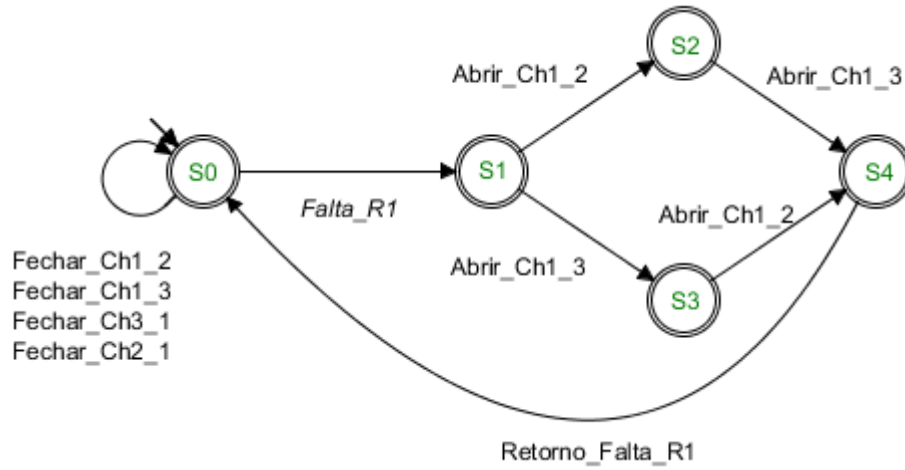 S2
Abrir_Ch1_2
Abrir_Ch1_3
S0
S1
S4
Falta_R1
Abrir_Ch1_2
Abrir_Ch1_3
S3
Fechar_Ch1_2
Fechar_Ch1_3
Fechar_Ch3_1
Fechar_Ch2_1
Retorno_Falta_R1